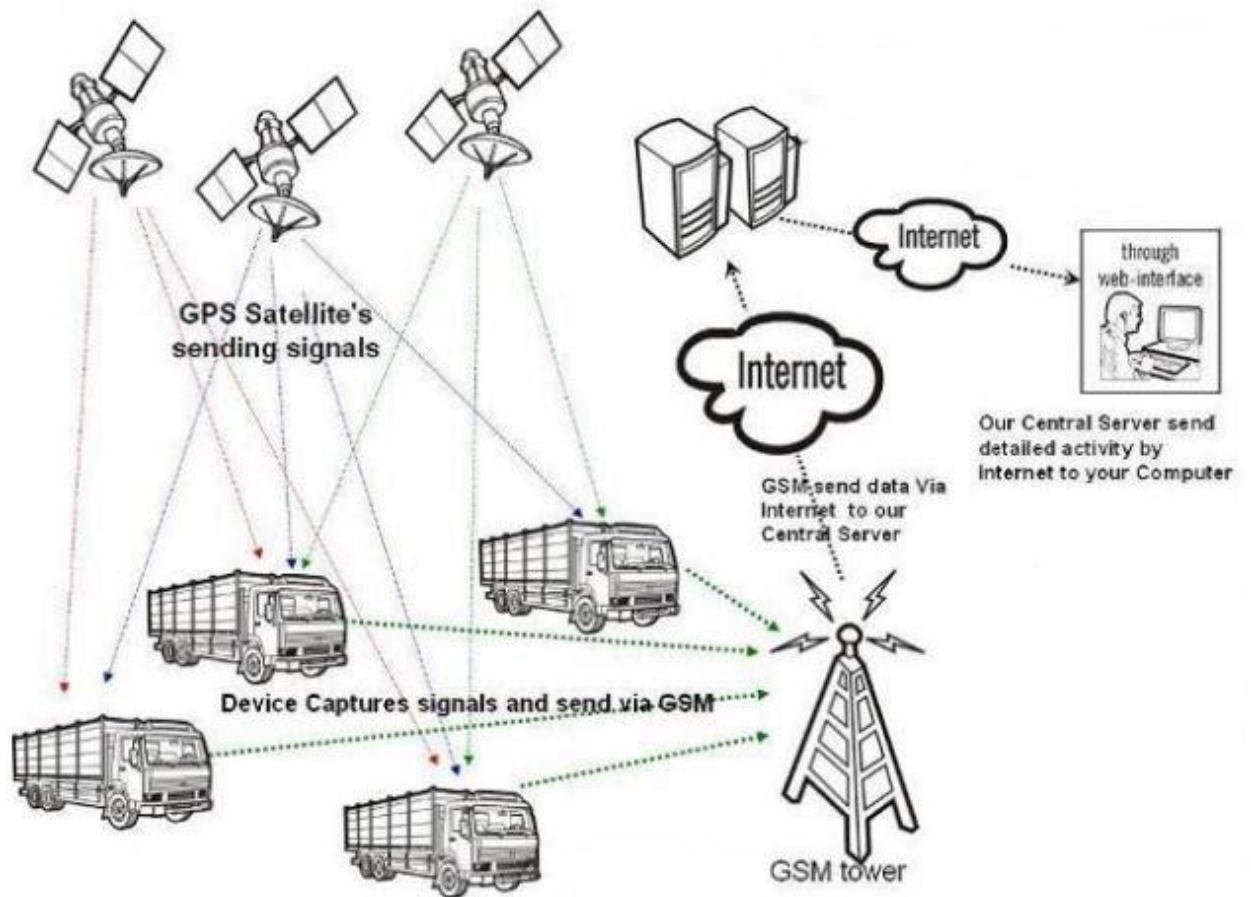 GPS Satellite's
sending signals
Internet
through
web-interface
Internet
Our Central Server send
detailed activity by
Internet to your Computer
GSM send data Via
Internet to our
Central Server
Device Captures signals and send via GSM
GSM tower